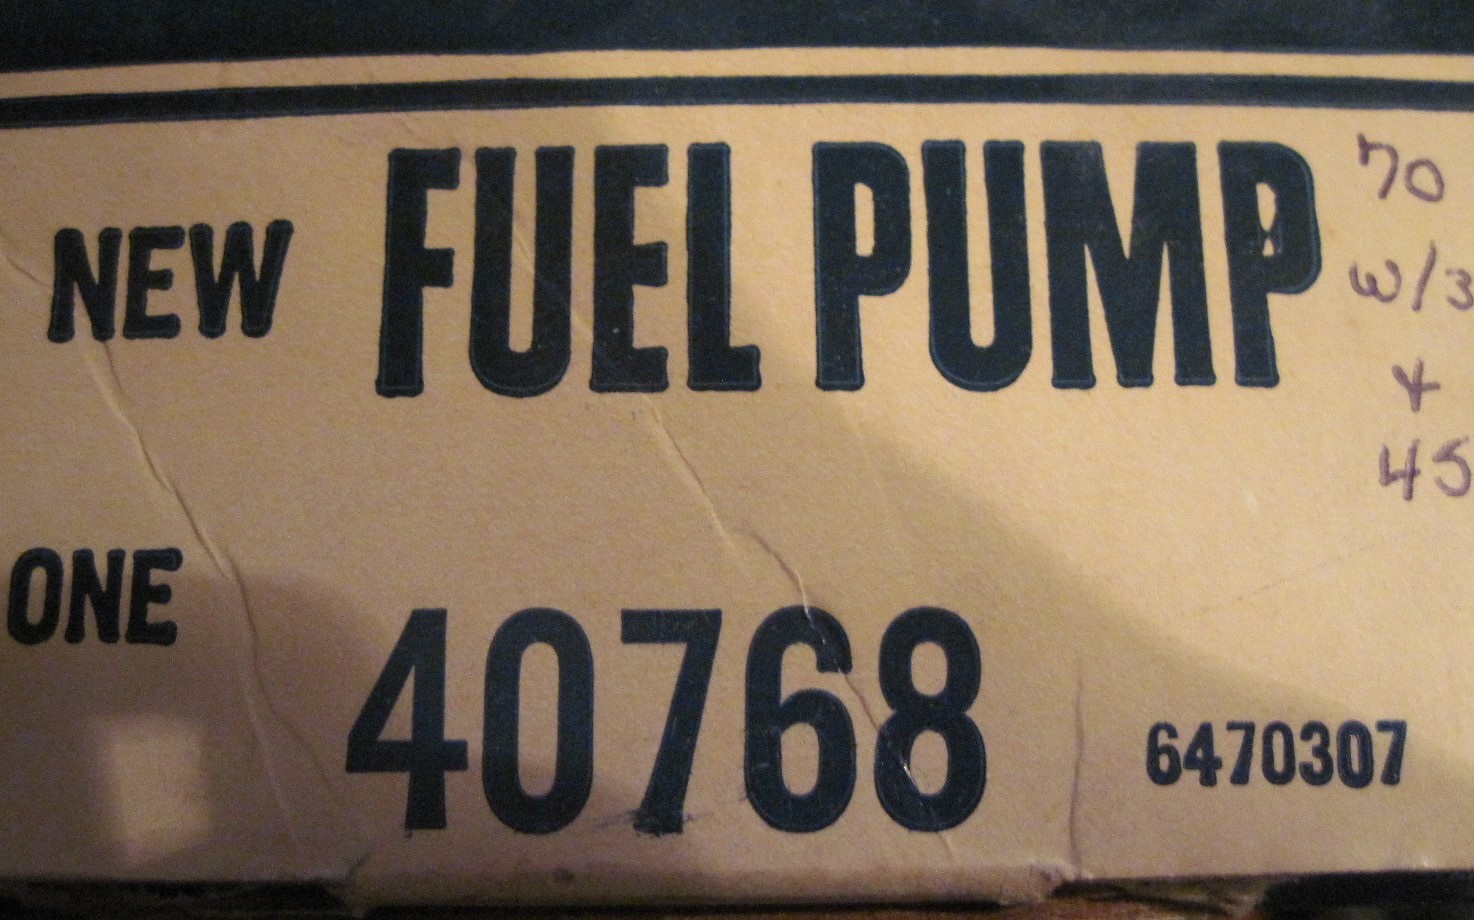 NEW FUEL PUMP
70
w/3
+
45
ONE
40768
6470307